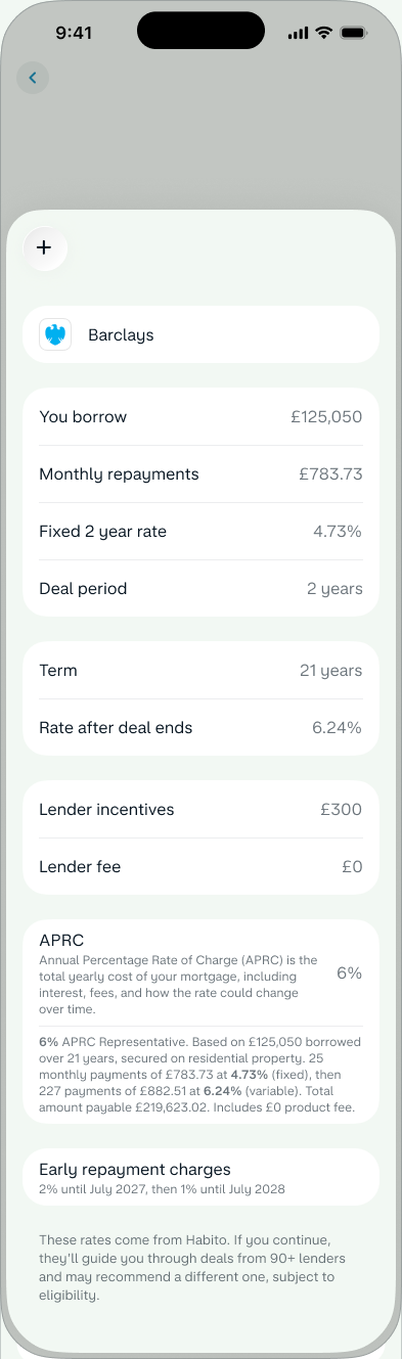 9:41
Barclays
You borrow £125,050
Monthly repayments £783.73
Fixed 2 year rate 4.73%
Deal period 2 years
Term 21 years
Rate after deal ends 6.24%
Lender incentives £300
Lender fee £0
APRC
Annual Percentage Rate of Charge (APRC) is the
total yearly cost of your mortgage, including
interest, fees, and how the rate could change
over time.
6%
6% APRC Representative. Based on £125,050 borrowed
over 21 years, secured on residential property. 25
monthly payments of £783.73 at 4.73% (fixed), then
227 payments of £882.51 at 6.24% (variable). Total
amount payable £219,623.02. Includes £0 product fee.
Early repayment charges
2% until July 2027, then 1% until July 2028
These rates come from Habito. If you continue,
they'll guide you through deals from 90+ lenders
and may recommend a different one, subject to
eligibility.